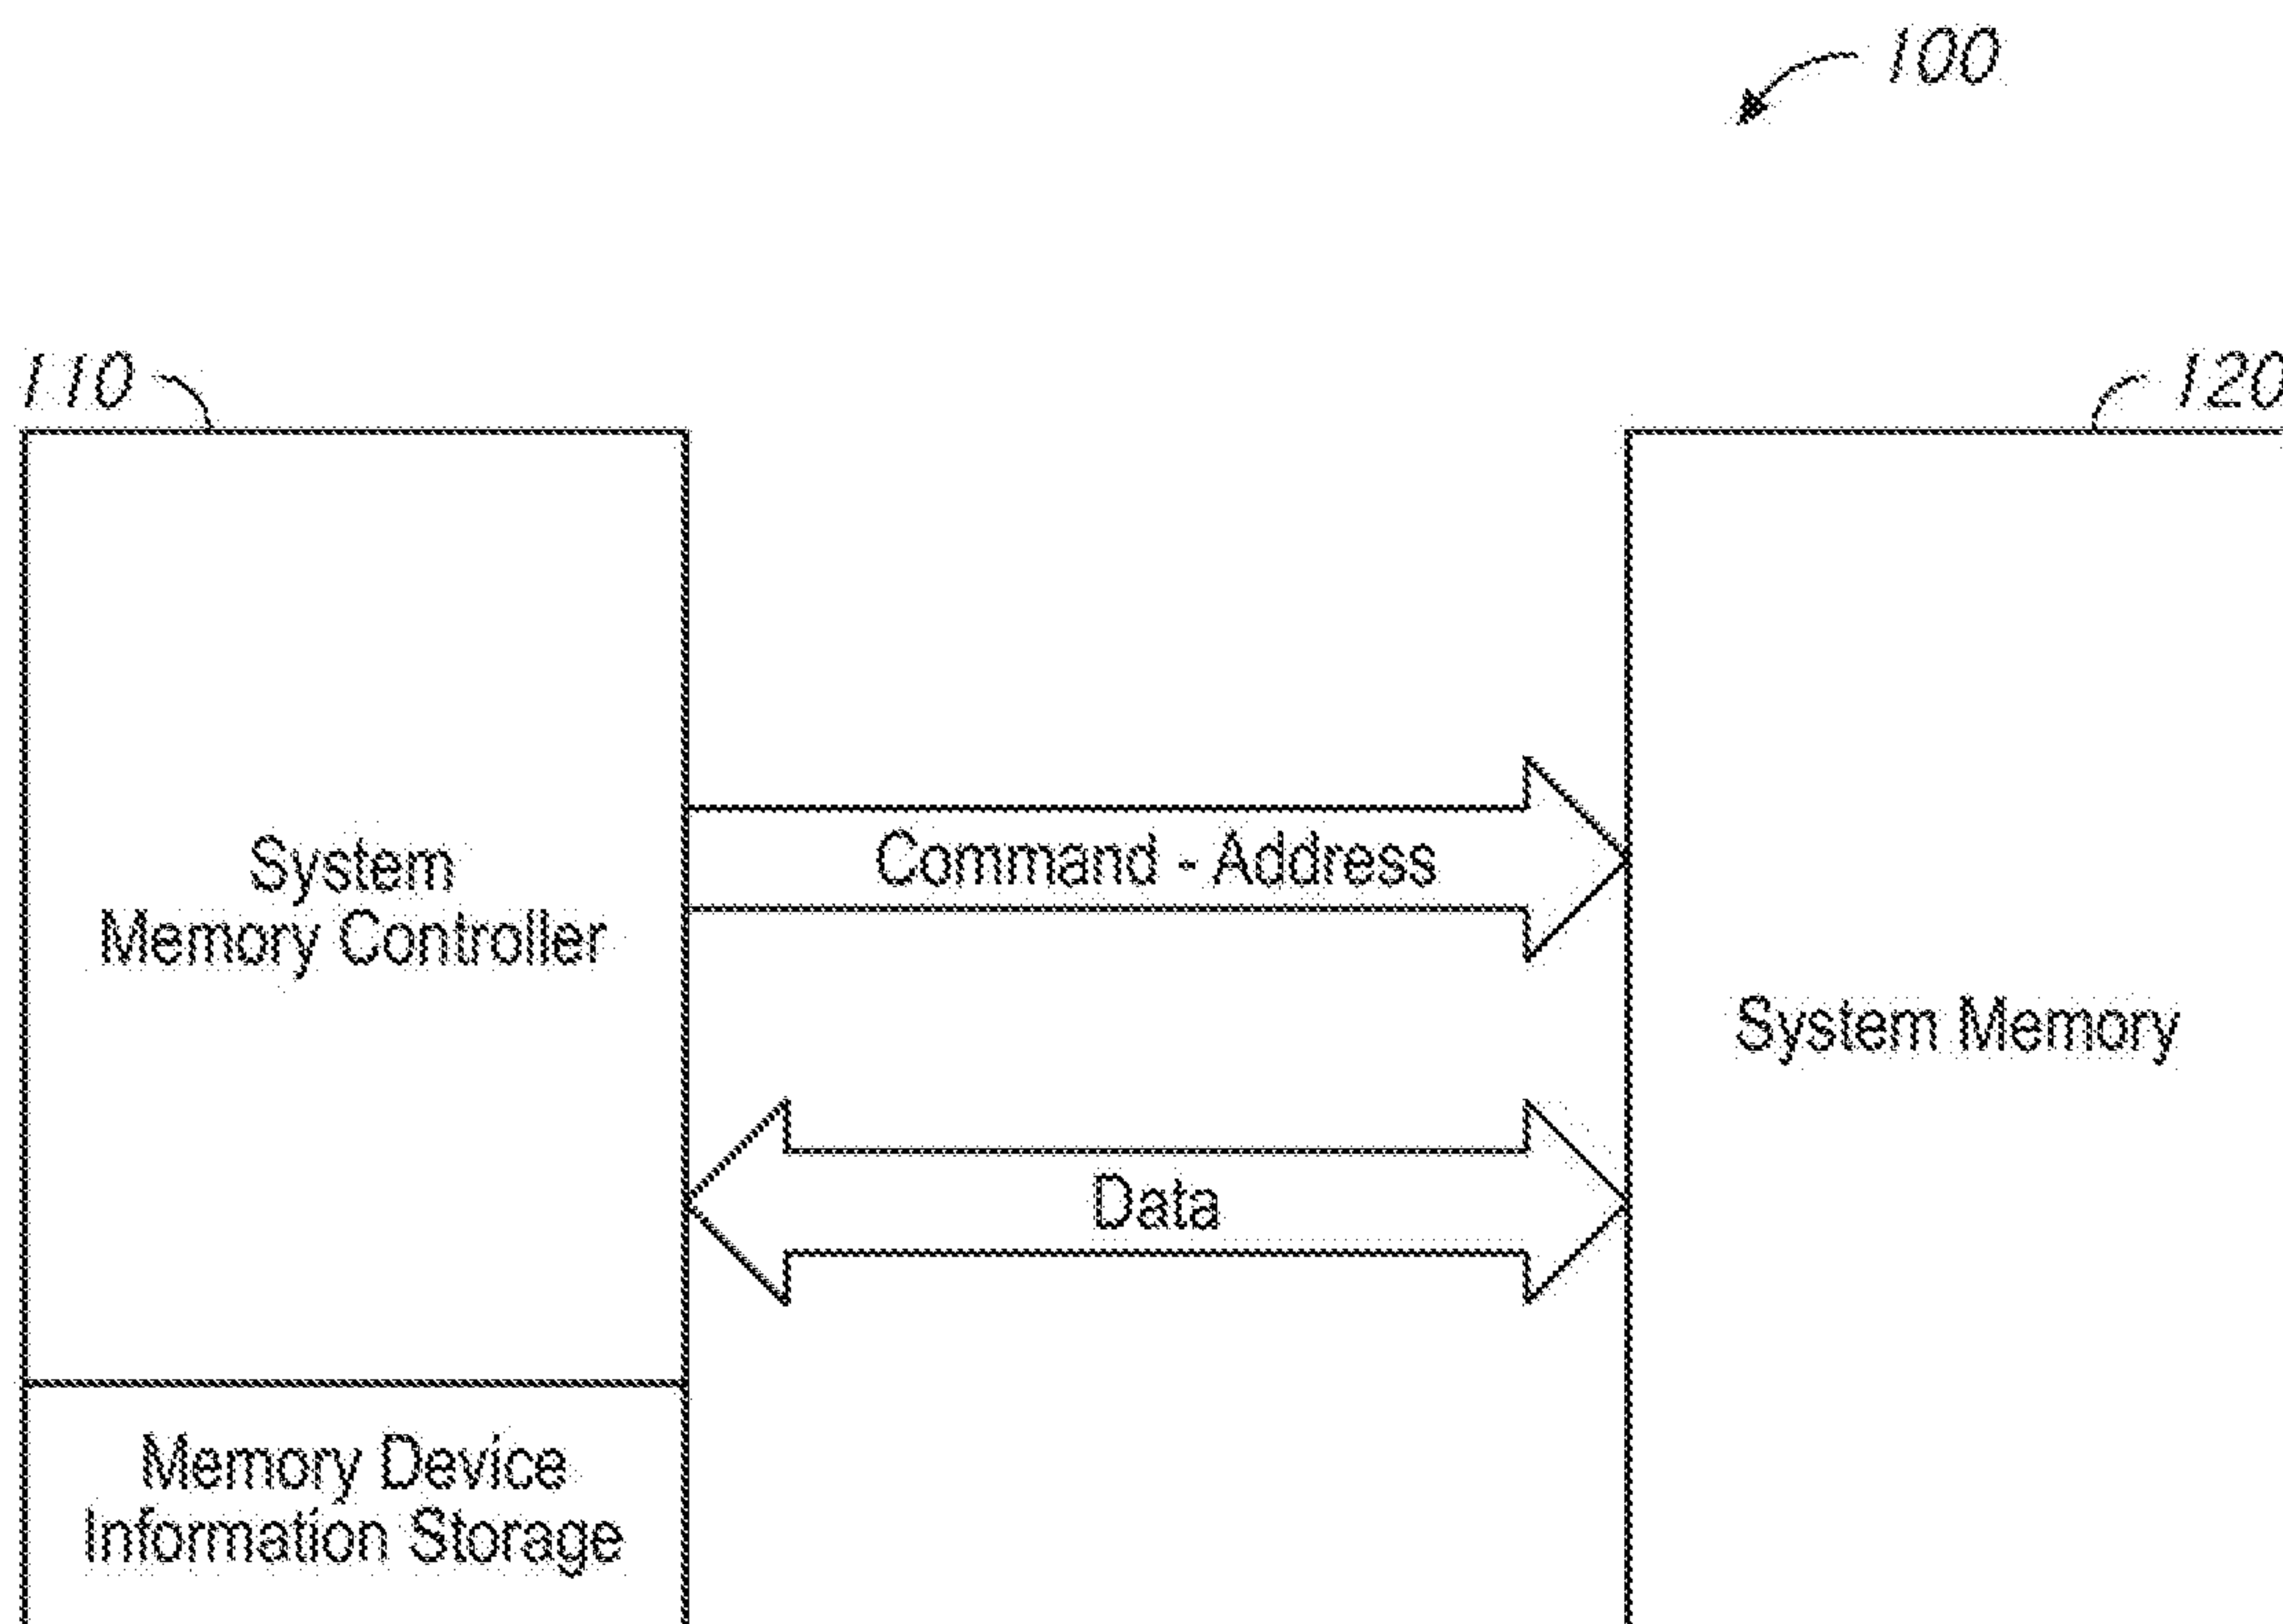 100
110
120
System
Memory Controller
Command - Address
System Memory
Data
Memory Device
Information Storage